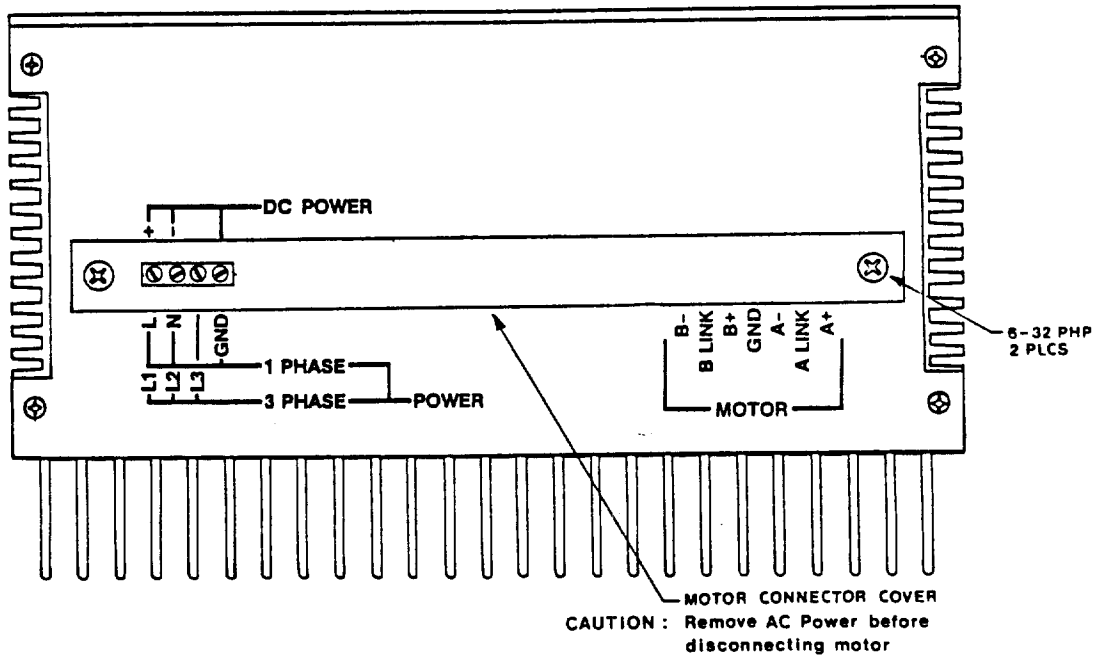 DC POWER
+
-
L
N
GND
1 PHASE
L1
L2
L3
3 PHASE
POWER
B-
B LINK
B+
GND
A-
A LINK
A+
MOTOR
6-32 PHP
2 PLCS
MOTOR CONNECTOR COVER
CAUTION : Remove AC Power before
disconnecting motor